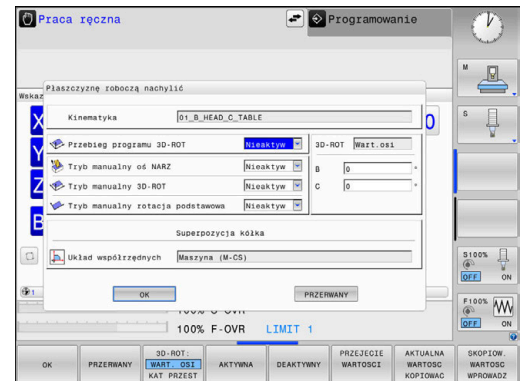 Praca ręczna
Programowanie
Wskaz
Płaszczyznę roboczą nachylić
Kinematyka 01_B_HEAD_C_TABLE
X
0
Przebieg programu 3D-ROT Nieaktyw
3D-ROT Wart.osi
Y
Tryb manualny oś NARZ Nieaktyw
B 0 °
Z
Tryb manualny 3D-ROT Nieaktyw
C 0 °
Tryb manualny rotacja podstawowa Nieaktyw
B
Superpozycja kółka
Układ współrzędnych Maszyna (M-CS)
1
OK
PRZERWANY
100% F-OVR LIMIT 1
M
S
S100%
OFF ON
F100%
OFF ON
OK
PRZERWANY
3D-ROT:
WART. OSI
KAT PRZEST
AKTYWNA
DEAKTYWNY
PRZEJECIE
WARTOSCI
AKTUALNA
WARTOSC
KOPIOWAC
SKOPIOW.
WARTOSC
WPROWADZ